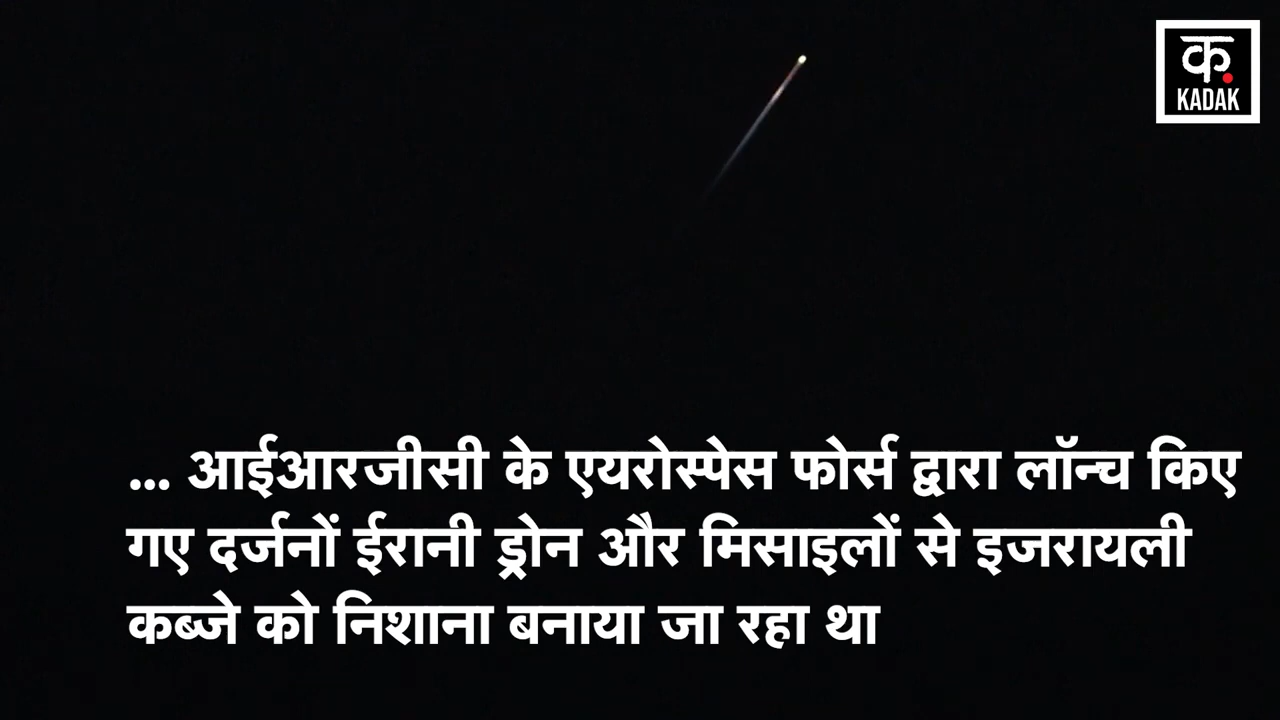 क
KADAK
... आईआरजीसी के एयरोस्पेस फोर्स द्वारा लॉन्च किए
गए दर्जनों ईरानी ड्रोन और मिसाइलों से इजरायली
कब्जे को निशाना बनाया जा रहा था